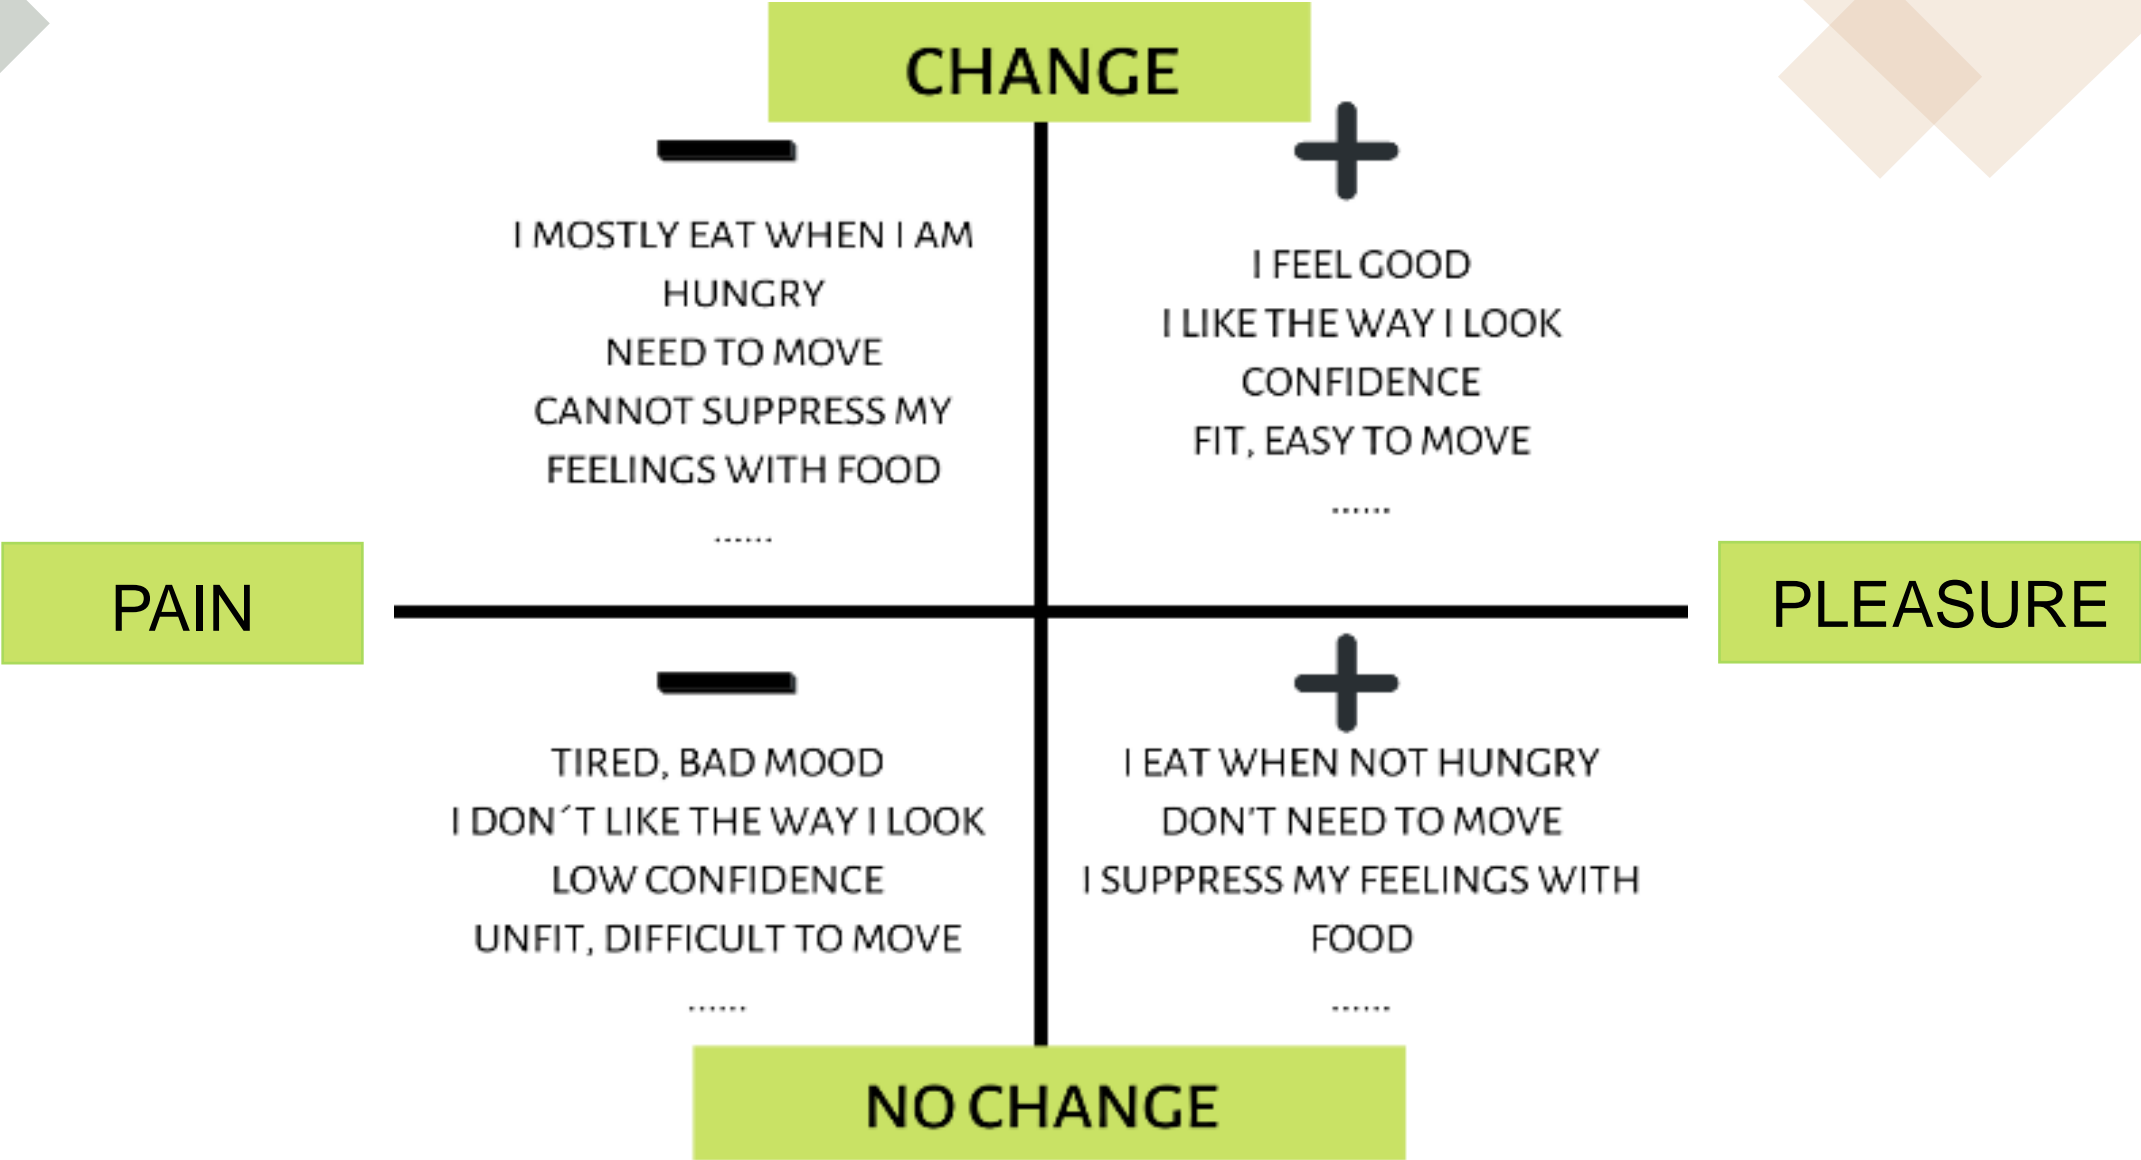 CHANGE
I MOSTLY EAT WHEN I AM
HUNGRY
NEED TO MOVE
CANNOT SUPPRESS MY
FEELINGS WITH FOOD
......
I FEEL GOOD
I LIKE THE WAY I LOOK
CONFIDENCE
FIT, EASY TO MOVE
......
PAIN
PLEASURE
TIRED, BAD MOOD
I DON´T LIKE THE WAY I LOOK
LOW CONFIDENCE
UNFIT, DIFFICULT TO MOVE
......
I EAT WHEN NOT HUNGRY
DON'T NEED TO MOVE
I SUPPRESS MY FEELINGS WITH
FOOD
......
NO CHANGE